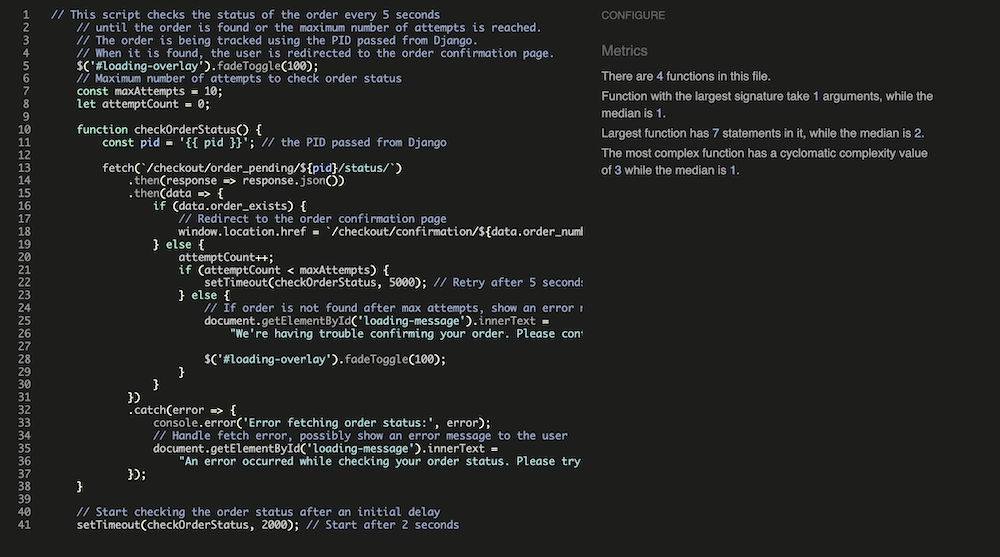 1 // This script checks the status of the order every 5 seconds
2 // until the order is found or the maximum number of attempts is reached.
3 // The order is being tracked using the PID passed from Django.
4 // When it is found, the user is redirected to the order confirmation page.
5 $('#loading-overlay').fadeToggle(100);
6 // Maximum number of attempts to check order status
7 const maxAttempts = 10;
8 let attemptCount = 0;
9
10 function checkOrderStatus() {
11 const pid = '{{ pid }}'; // the PID passed from Django
12
13 fetch(`/checkout/order_pending/${pid}/status/`)
14 .then(response => response.json())
15 .then(data => {
16 if (data.order_exists) {
17 // Redirect to the order confirmation page
18 window.location.href = `/checkout/confirmation/${data.order_num
19 } else {
20 attemptCount++;
21 if (attemptCount < maxAttempts) {
22 setTimeout(checkOrderStatus, 5000); // Retry after 5 seconds
23 } else {
24 // If order is not found after max attempts, show an error
25 document.getElementById('loading-message').innerText =
26 "We're having trouble confirming your order. Please con
27
28 $('#loading-overlay').fadeToggle(100);
29 }
30 }
31 })
32 .catch(error => {
33 console.error('Error fetching order status:', error);
34 // Handle fetch error, possibly show an error message to the user
35 document.getElementById('loading-message').innerText =
36 "An error occurred while checking your order status. Please try
37 });
38 }
39
40 // Start checking the order status after an initial delay
41 setTimeout(checkOrderStatus, 2000); // Start after 2 seconds
CONFIGURE
Metrics
There are 4 functions in this file.
Function with the largest signature take 1 arguments, while the
median is 1.
Largest function has 7 statements in it, while the median is 2.
The most complex function has a cyclomatic complexity value
of 3 while the median is 1.